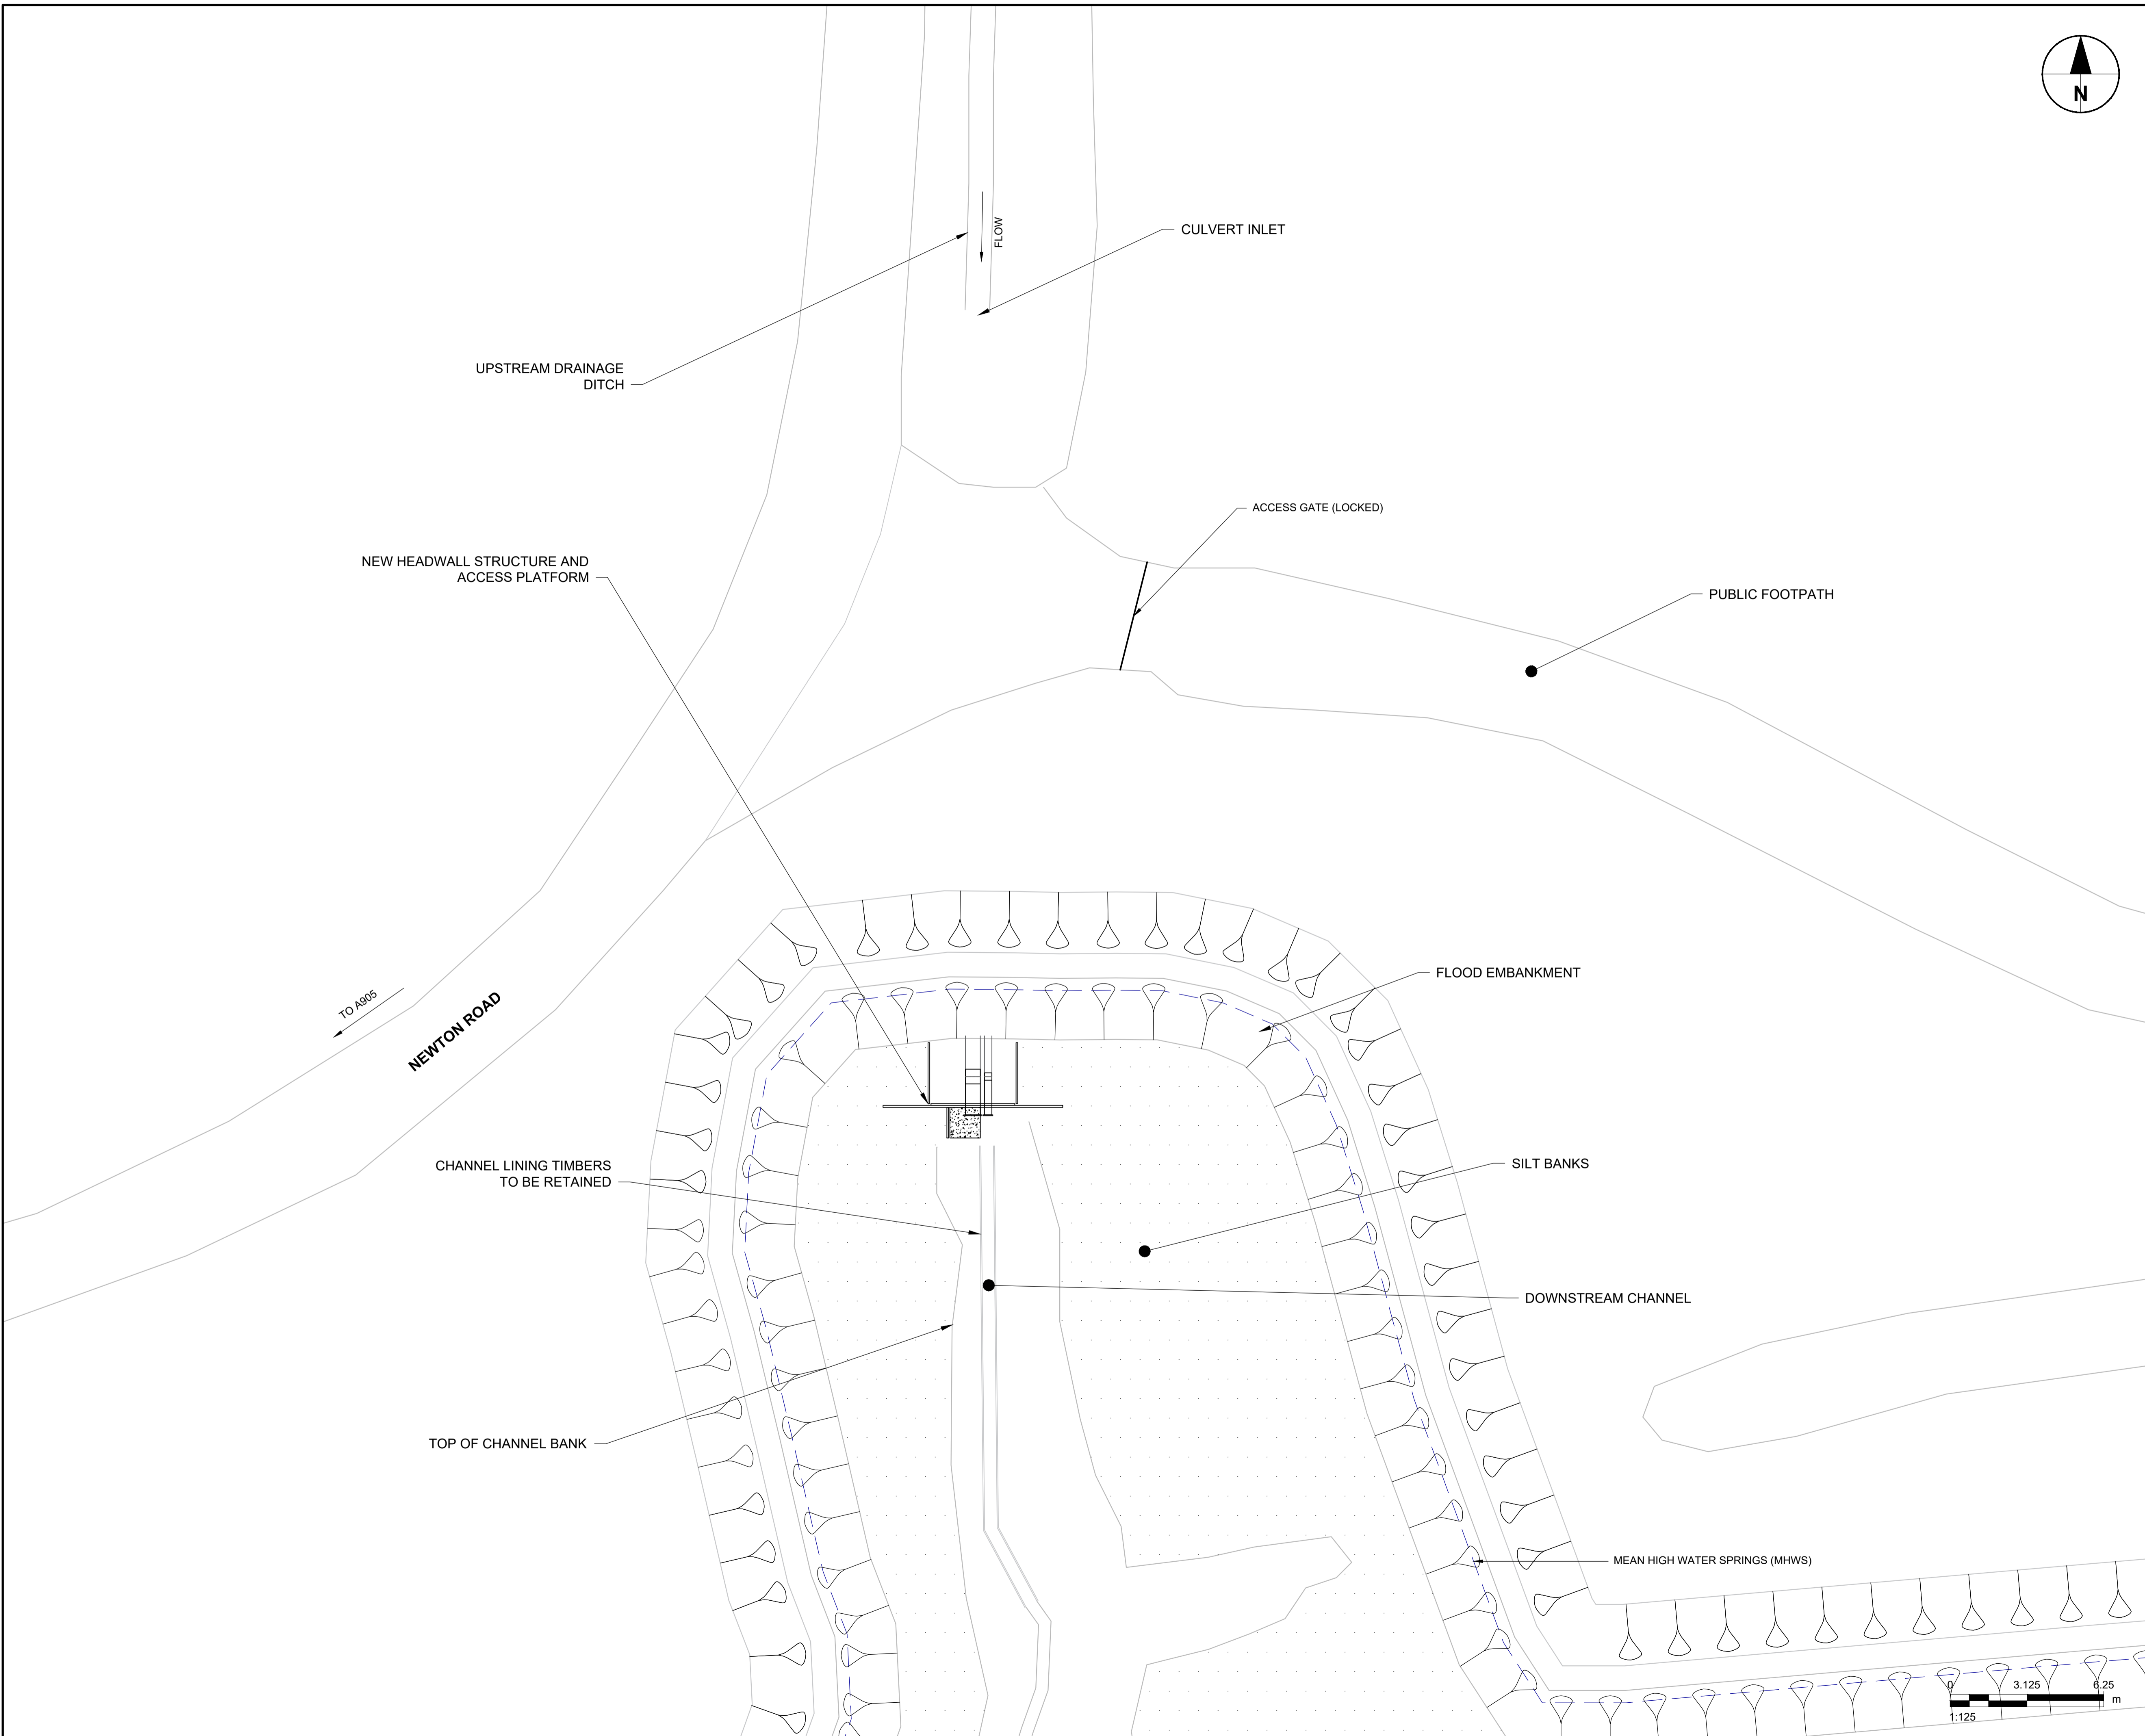 N
FLOW
CULVERT INLET
UPSTREAM DRAINAGE
DITCH
ACCESS GATE (LOCKED)
NEW HEADWALL STRUCTURE AND
ACCESS PLATFORM
PUBLIC FOOTPATH
FLOOD EMBANKMENT
TO A905
NEWTON ROAD
CHANNEL LINING TIMBERS
TO BE RETAINED
SILT BANKS
DOWNSTREAM CHANNEL
TOP OF CHANNEL BANK
MEAN HIGH WATER SPRINGS (MHWS)
0 3.125 6.25
m
1:125